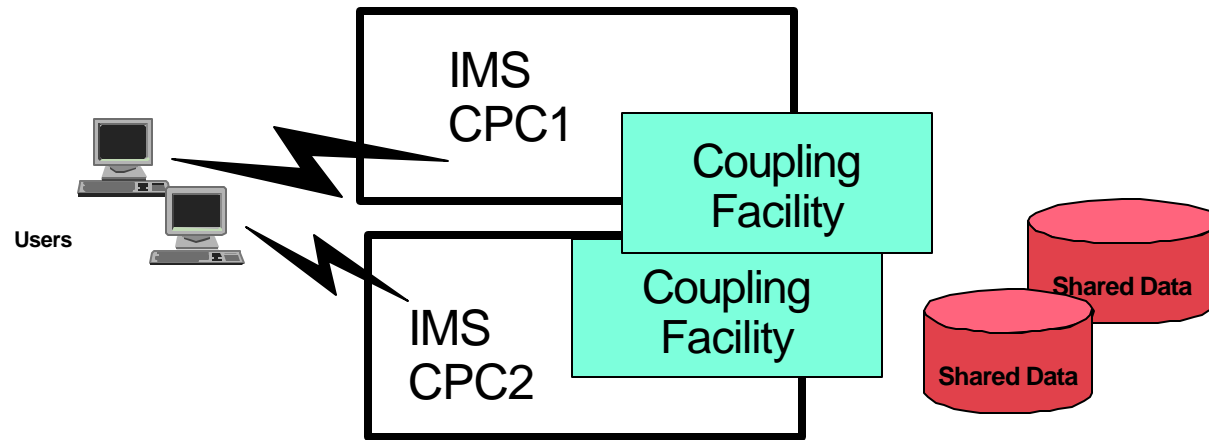 IMS
CPC1
Coupling
Facility
Users
Coupling
Facility
IMS
CPC2
Shared Data
Shared Data